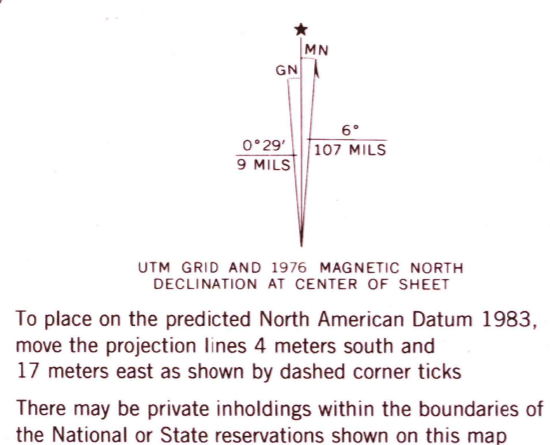 ★
MN
GN
0°29'
9 MILS
6°
107 MILS
UTM GRID AND 1976 MAGNETIC NORTH
DECLINATION AT CENTER OF SHEET
To place on the predicted North American Datum 1983,
move the projection lines 4 meters south and
17 meters east as shown by dashed corner ticks
There may be private inholdings within the boundaries of
the National or State reservations shown on this map